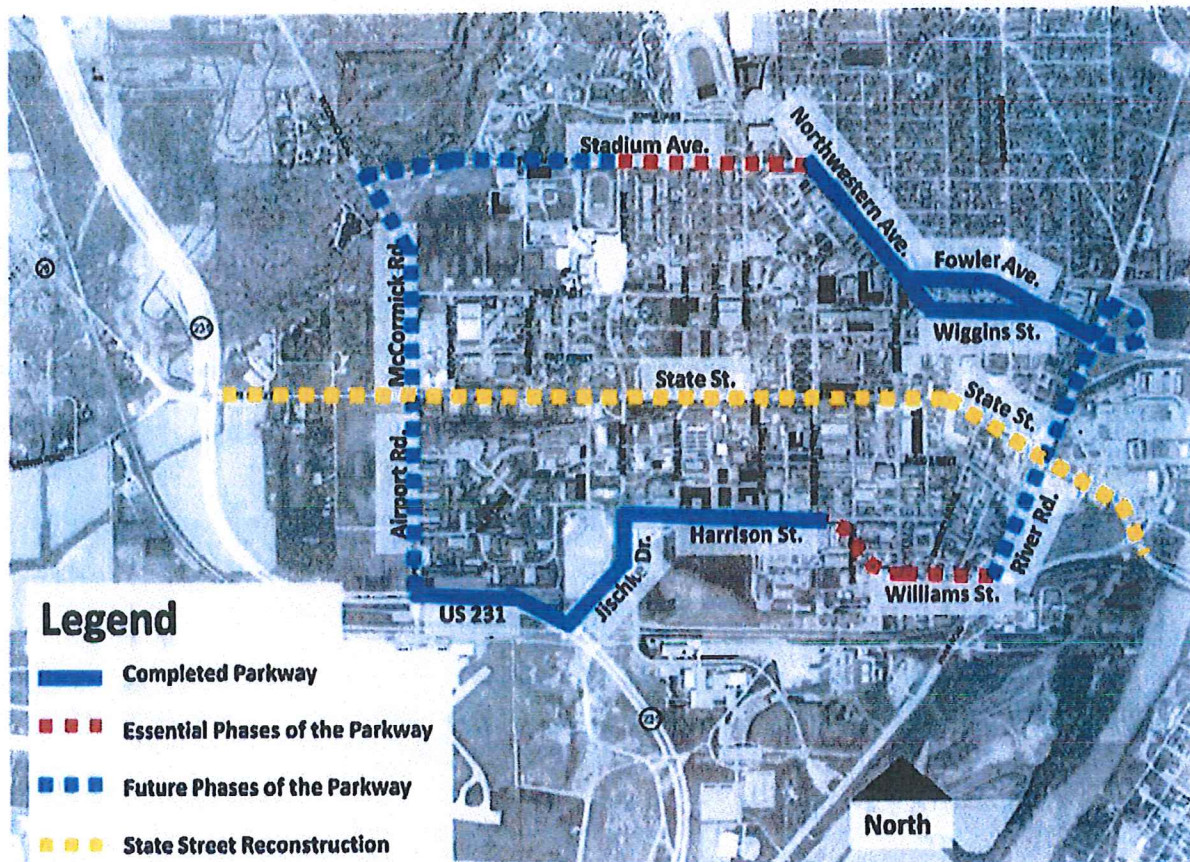 Stadium Ave.
Northwestern Ave.
Fowler Ave.
Wiggins St.
McCormick Rd.
State St.
State St.
Airport Rd.
River Rd.
Harrison St.
Jischke Dr.
Williams St.
US 231
231
Legend
Completed Parkway
Essential Phases of the Parkway
Future Phases of the Parkway
State Street Reconstruction
North